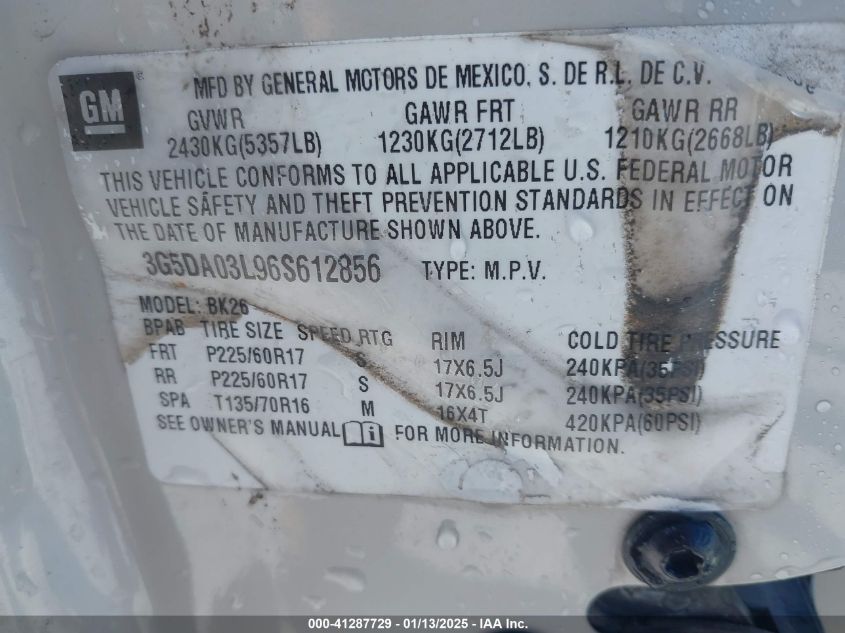 GM
MFD BY GENERAL MOTORS DE MEXICO, S. DE R.L. DE C.V.
GVWR GAWR FRT GAWR RR
2430KG(5357LB) 1230KG(2712LB) 1210KG(2668LB)
THIS VEHICLE CONFORMS TO ALL APPLICABLE U.S. FEDERAL MOTOR
VEHICLE SAFETY AND THEFT PREVENTION STANDARDS IN EFFECT ON
THE DATE OF MANUFACTURE SHOWN ABOVE.
3G5DA03L96S612856 TYPE: M.P.V.
MODEL: BK26
BPAB TIRE SIZE SPEED RTG RIM COLD TIRE PRESSURE
FRT P225/60R17 S 17X6.5J 240KPA(35PSI)
RR P225/60R17 S 17X6.5J 240KPA(35PSI)
SPA T135/70R16 M 16X4T 420KPA(60PSI)
SEE OWNER'S MANUAL FOR MORE INFORMATION.
000-41287729 - 01/13/2025 - IAA Inc.